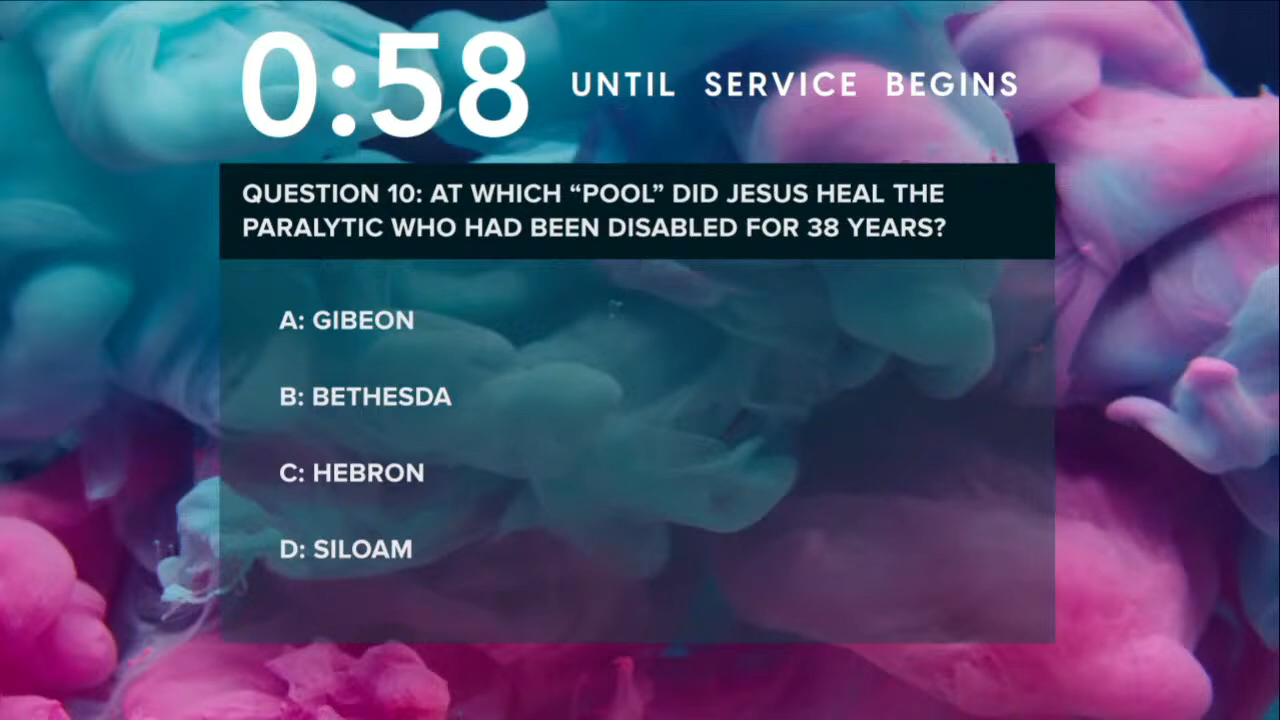 0:58 UNTIL SERVICE BEGINS
QUESTION 10: AT WHICH “POOL” DID JESUS HEAL THE
PARALYTIC WHO HAD BEEN DISABLED FOR 38 YEARS?
A: GIBEON
B: BETHESDA
C: HEBRON
D: SILOAM